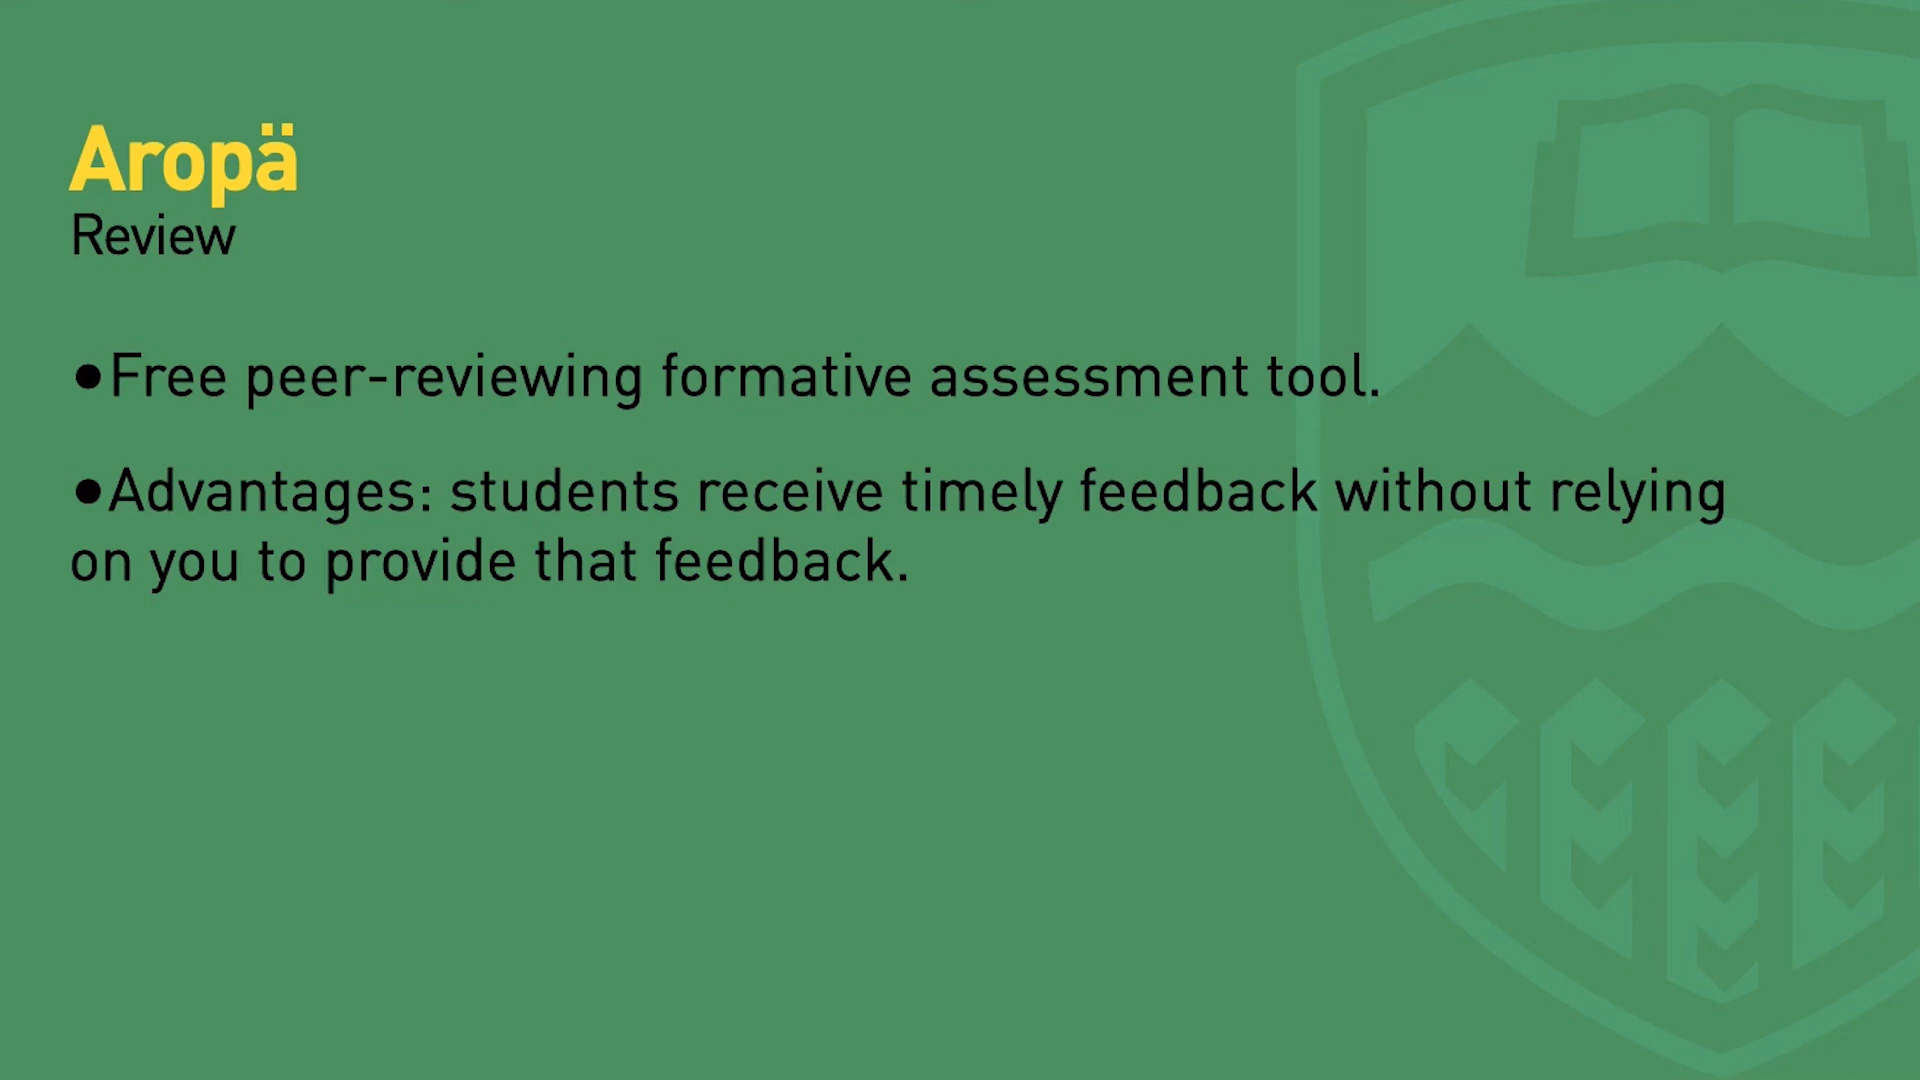 Aropä
Review
●Free peer-reviewing formative assessment tool.
●Advantages: students receive timely feedback without relying
on you to provide that feedback.